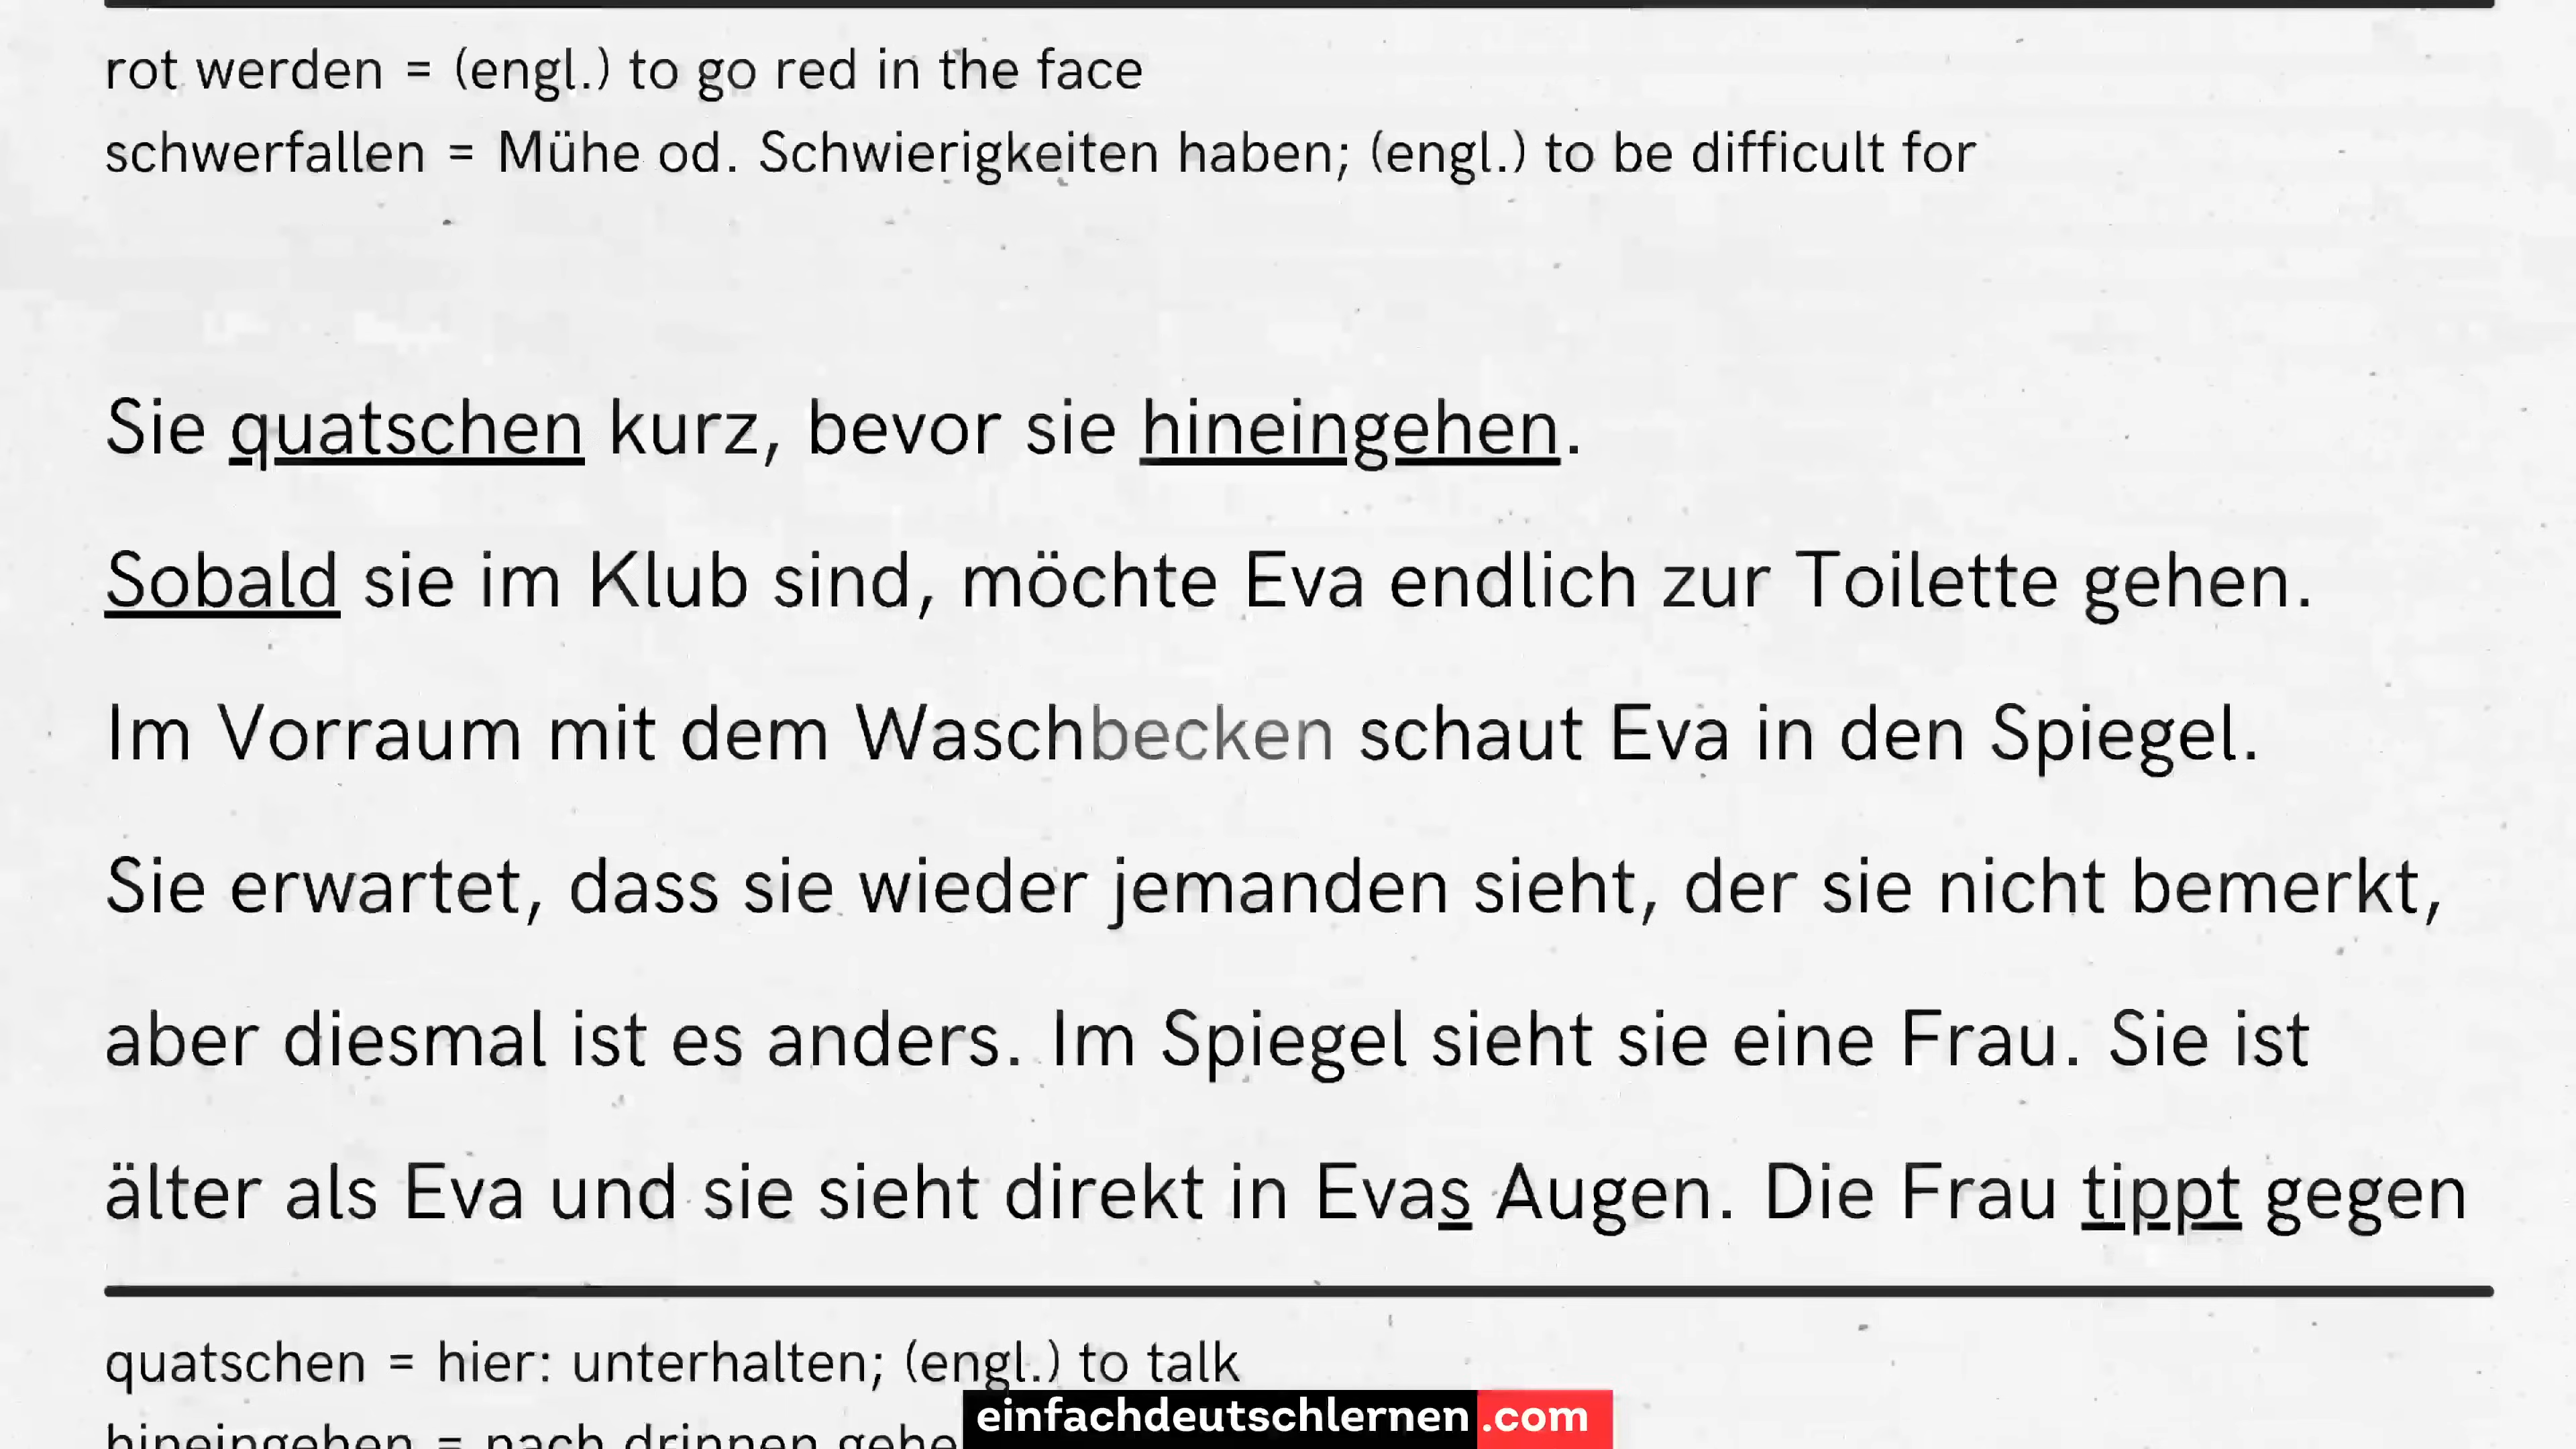 rot werden = (engl.) to go red in the face
schwerfallen = Mühe od. Schwierigkeiten haben; (engl.) to be difficult for
Sie quatschen kurz, bevor sie hineingehen.
Sobald sie im Klub sind, möchte Eva endlich zur Toilette gehen.
Im Vorraum mit dem Waschbecken schaut Eva in den Spiegel.
Sie erwartet, dass sie wieder jemanden sieht, der sie nicht bemerkt,
aber diesmal ist es anders. Im Spiegel sieht sie eine Frau. Sie ist
älter als Eva und sie sieht direkt in Evas Augen. Die Frau tippt gegen
quatschen = hier: unterhalten; (engl.) to talk
hineingehen = nach drinnen gehe
einfachdeutschlernen.com